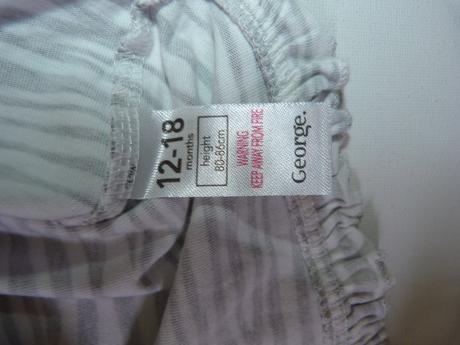 George.
WARNING
KEEP AWAY FROM FIRE
height
80-86cm
12-18
months